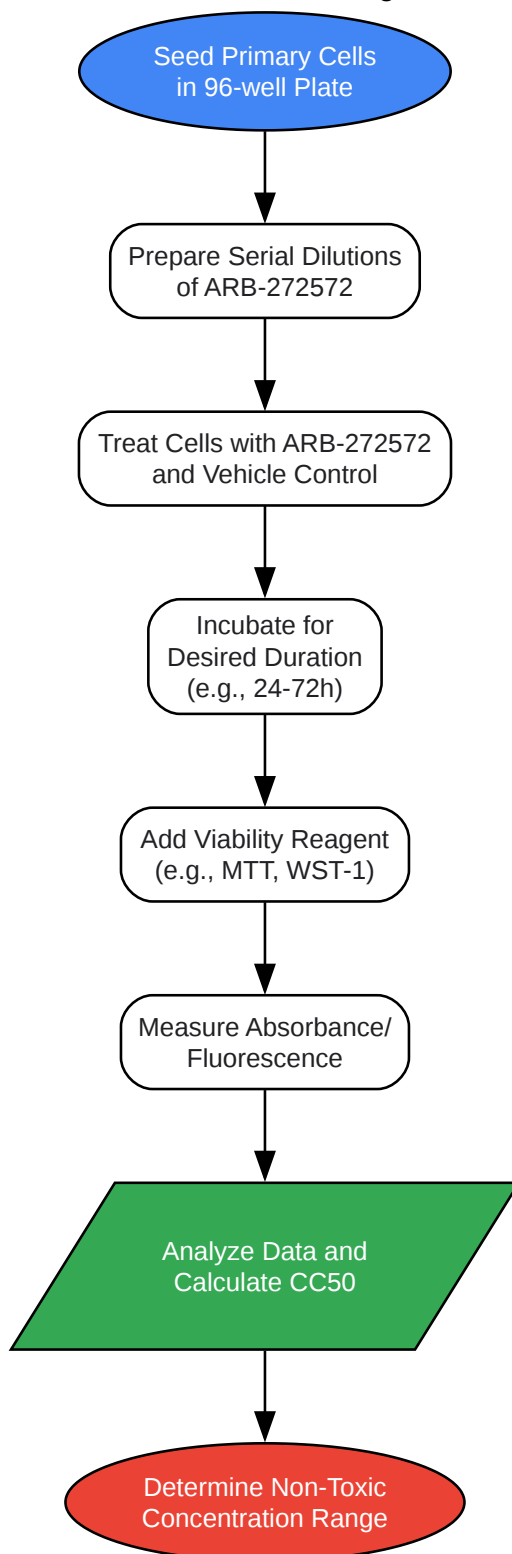 Seed Primary Cells
in 96-well Plate
Prepare Serial Dilutions
of ARB-272572
Treat Cells with ARB-272572
and Vehicle Control
Incubate for
Desired Duration
(e.g., 24-72h)
Add Viability Reagent
(e.g., MTT, WST-1)
Measure Absorbance/
Fluorescence
Analyze Data and
Calculate CC50
Determine Non-Toxic
Concentration Range